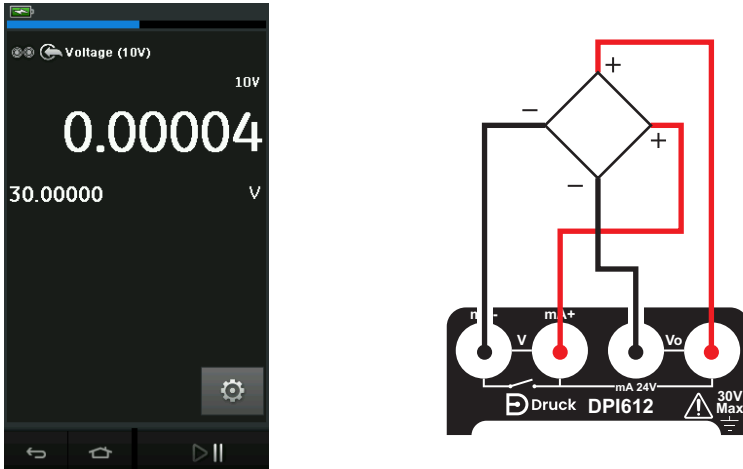 Voltage (10V)
10V
0.00004
30.00000 V
+
−
+
−
mA+
V
Vo
mA 24V
Druck DPI612
30V
Max